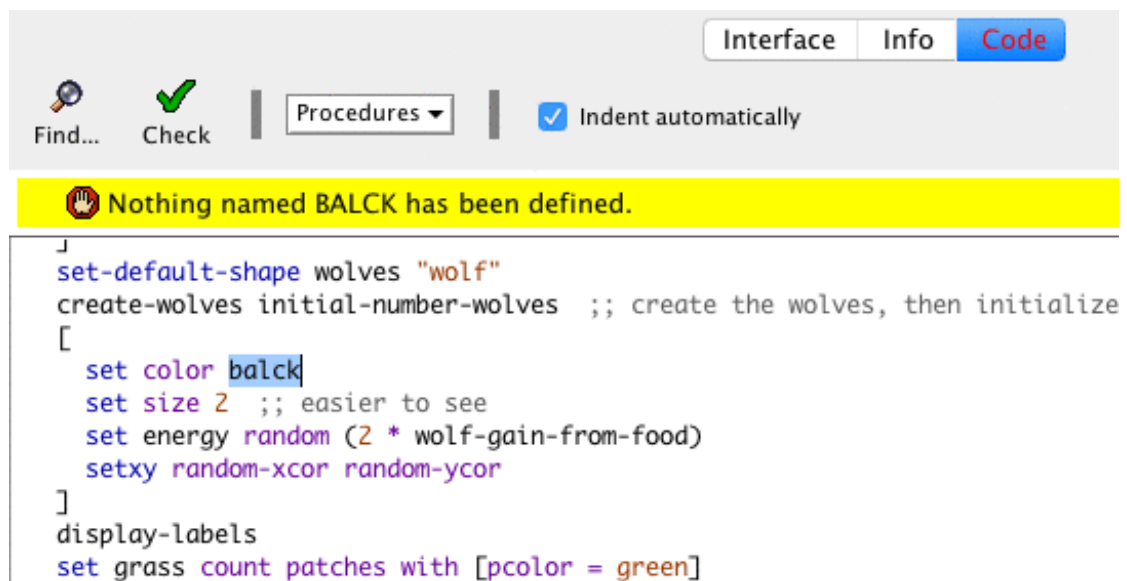 Interface Info Code
Find... Check Procedures Indent automatically
Nothing named BALCK has been defined.
]
set-default-shape wolves "wolf"
create-wolves initial-number-wolves ;; create the wolves, then initialize
[
set color balck
set size 2 ;; easier to see
set energy random (2 * wolf-gain-from-food)
setxy random-xcor random-ycor
]
display-labels
set grass count patches with [pcolor = green]